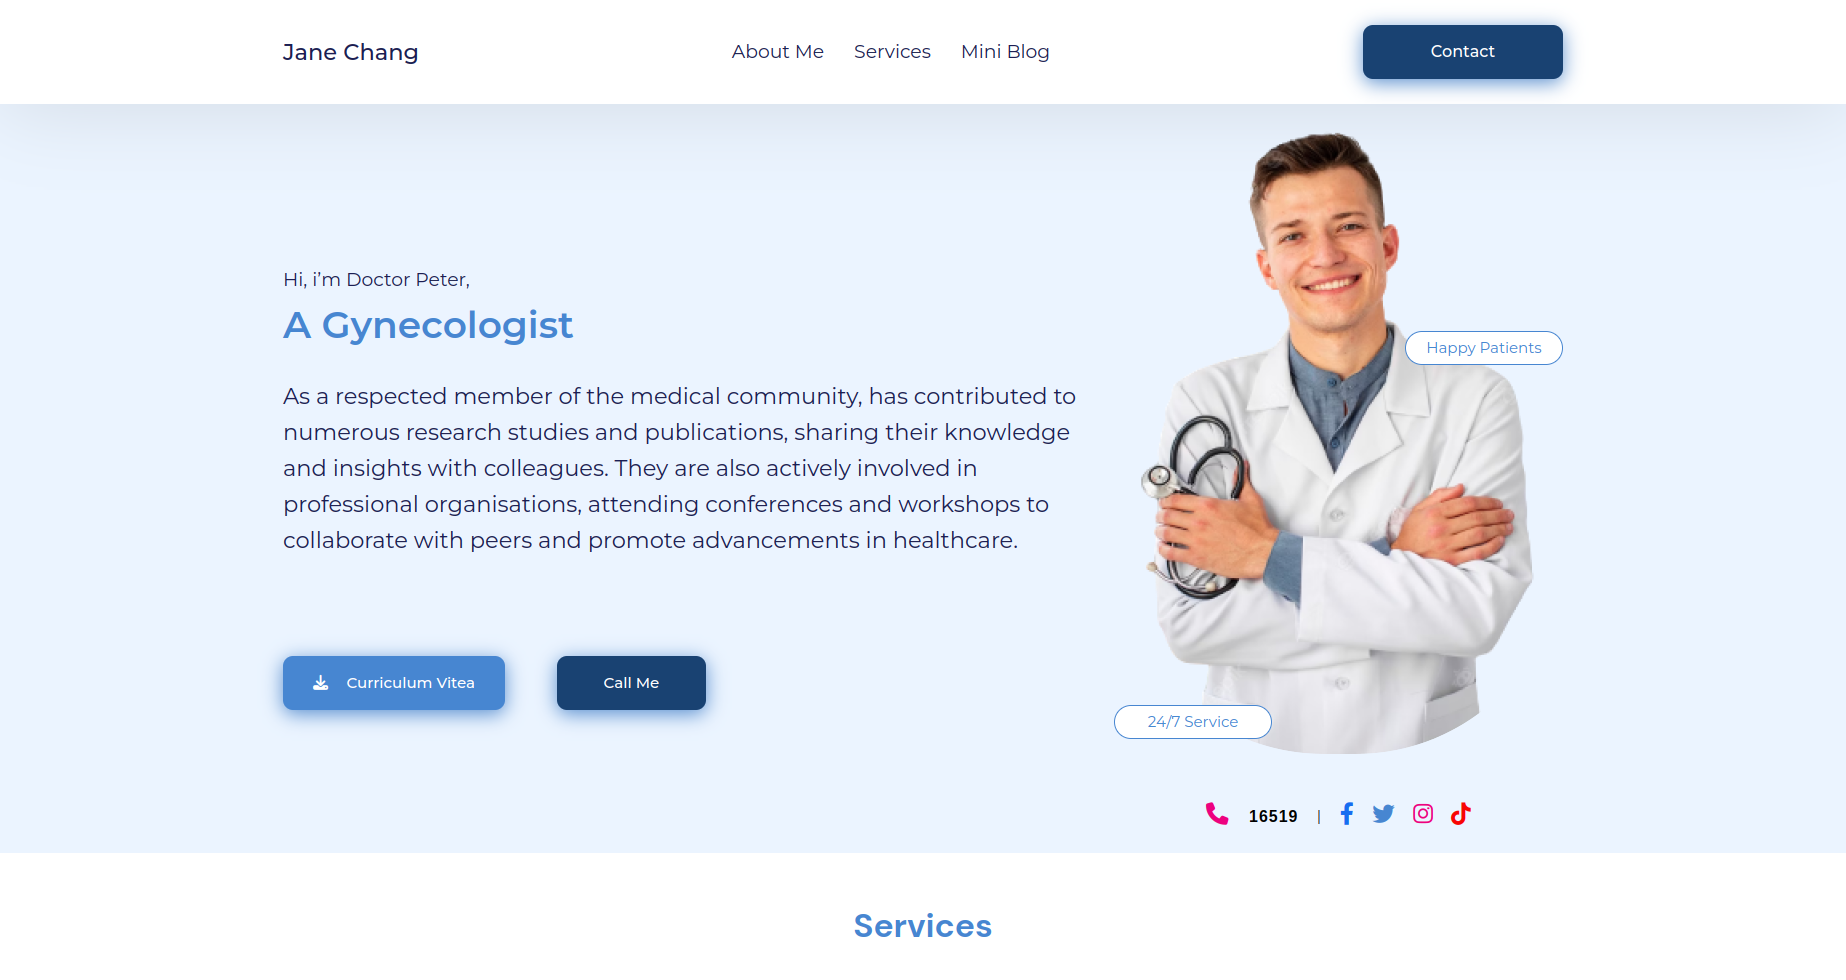 Jane Chang
About Me
Services
Mini Blog
Contact
Hi, i’m Doctor Peter,
A Gynecologist
As a respected member of the medical community, has contributed to
numerous research studies and publications, sharing their knowledge
and insights with colleagues. They are also actively involved in
professional organisations, attending conferences and workshops to
collaborate with peers and promote advancements in healthcare.
Happy Patients
Curriculum Vitea
Call Me
24/7 Service
16519 |
Services